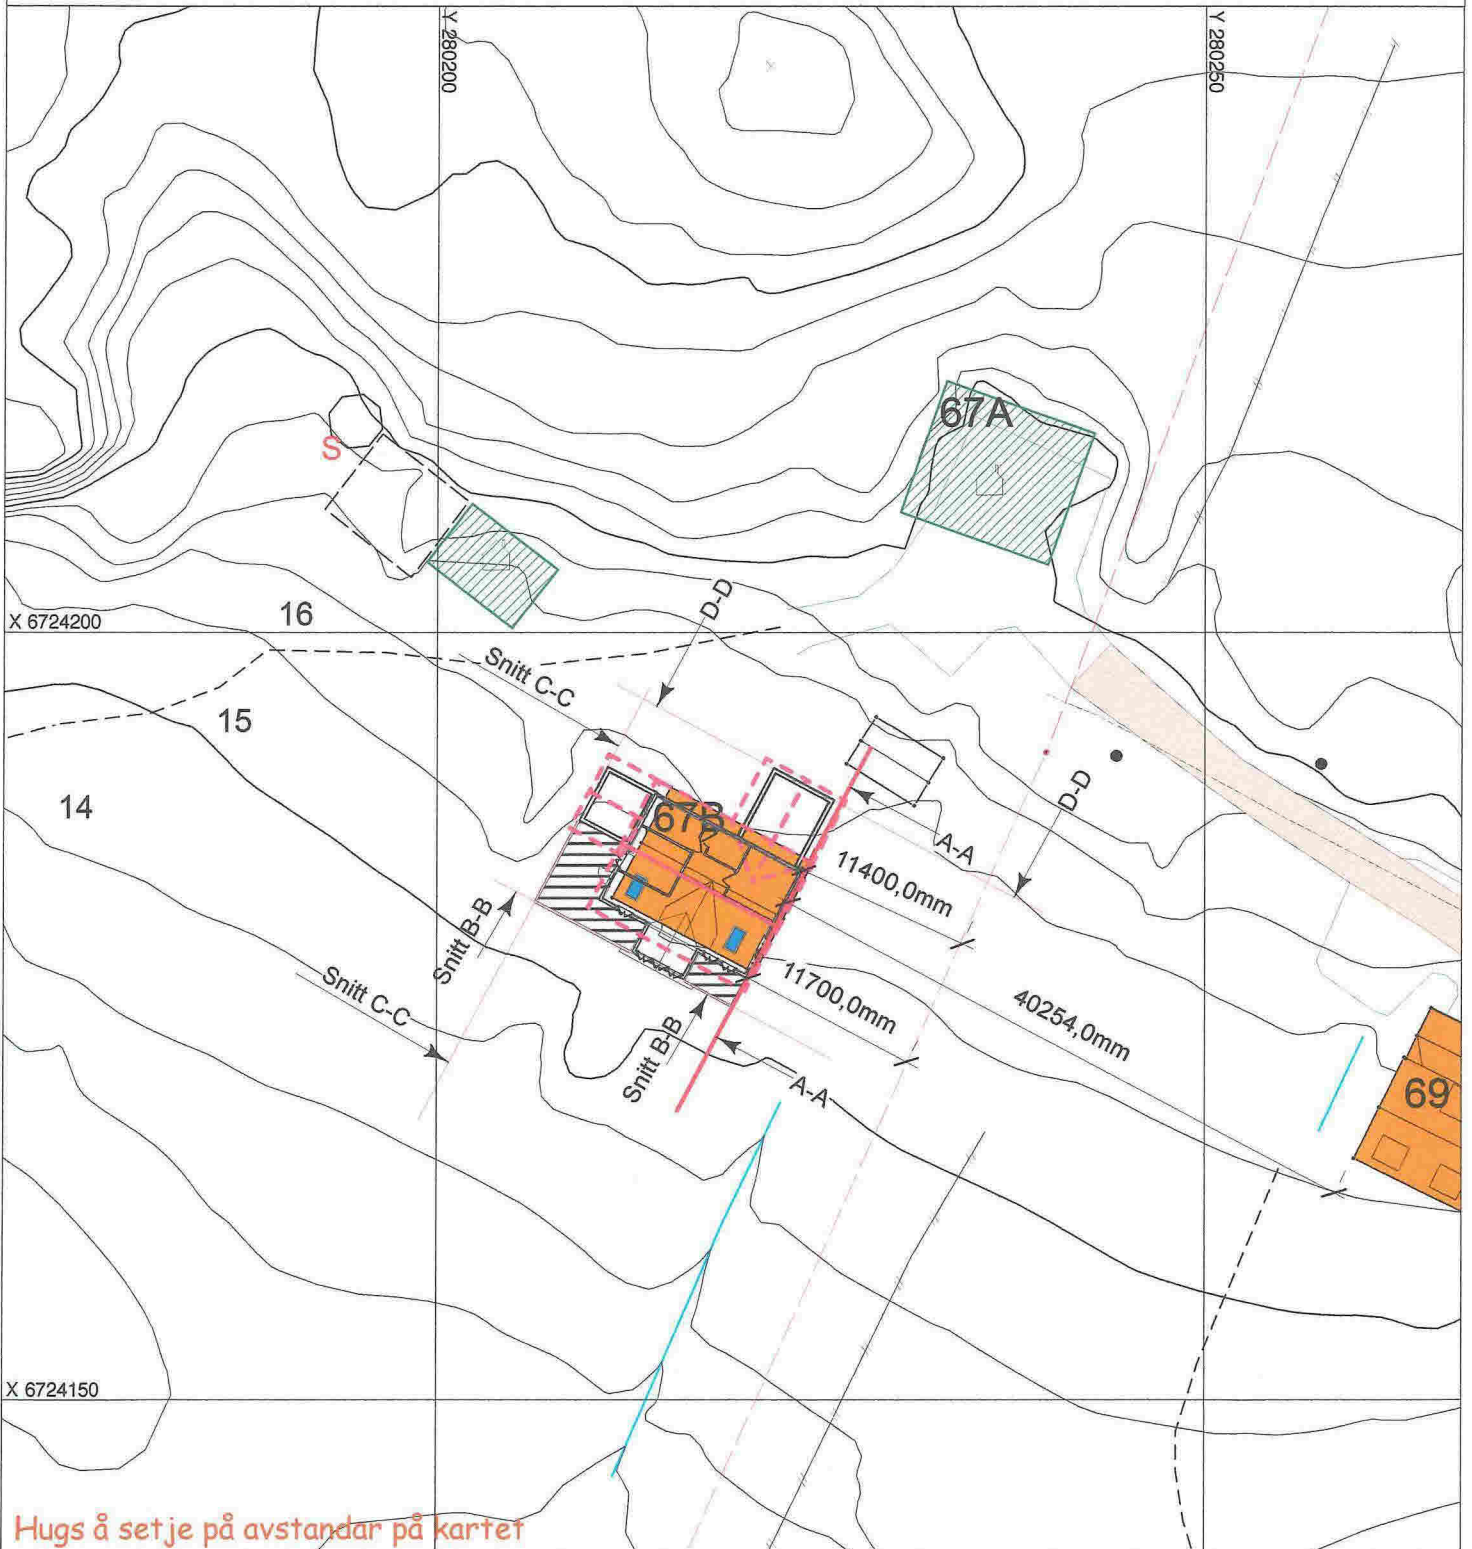 Y 280200
Y 280250
67A
S
16
X 6724200
D-D
Snitt C-C
15
14
67B
D-D
A-A
11400,0mm
Snitt B-B
11700,0mm
40254,0mm
Snitt C-C
Snitt B-B
A-A
69
X 6724150
Hugs å setje på avstandar på kartet